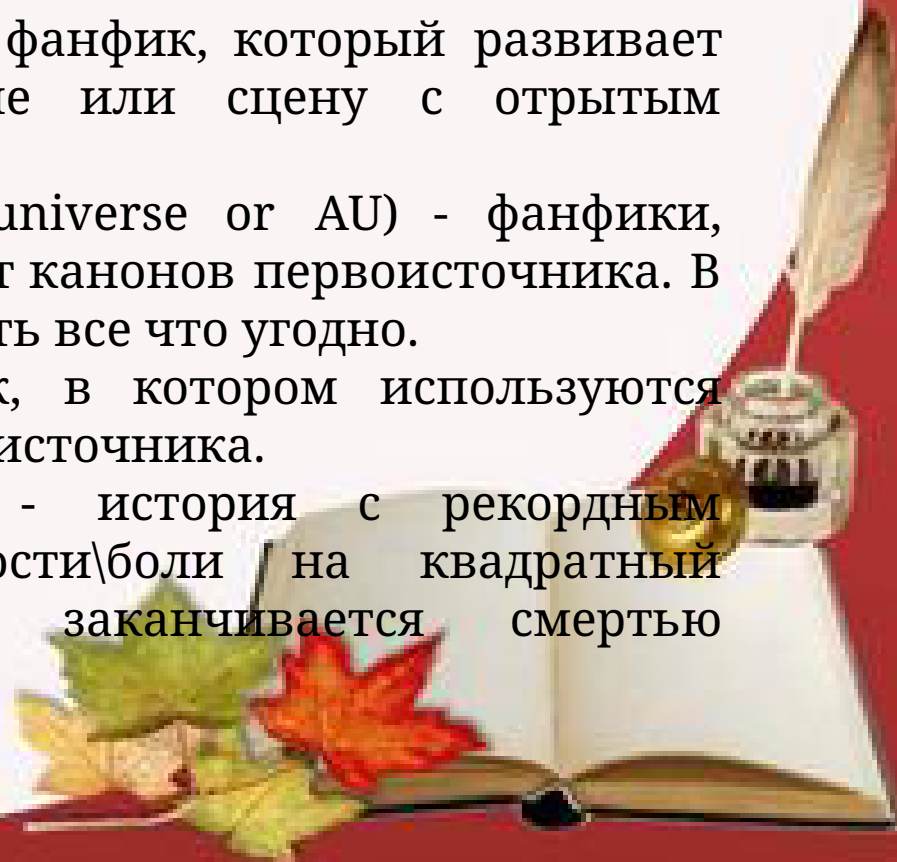 фанфик, который развивает
ие или сцену с отрытым
universe or AU) - фанфики,
т канонов первоисточника. В
ть все что угодно.
к, в котором используются
источника.
- история с рекордным
ости\боли на квадратный
заканчивается смертью